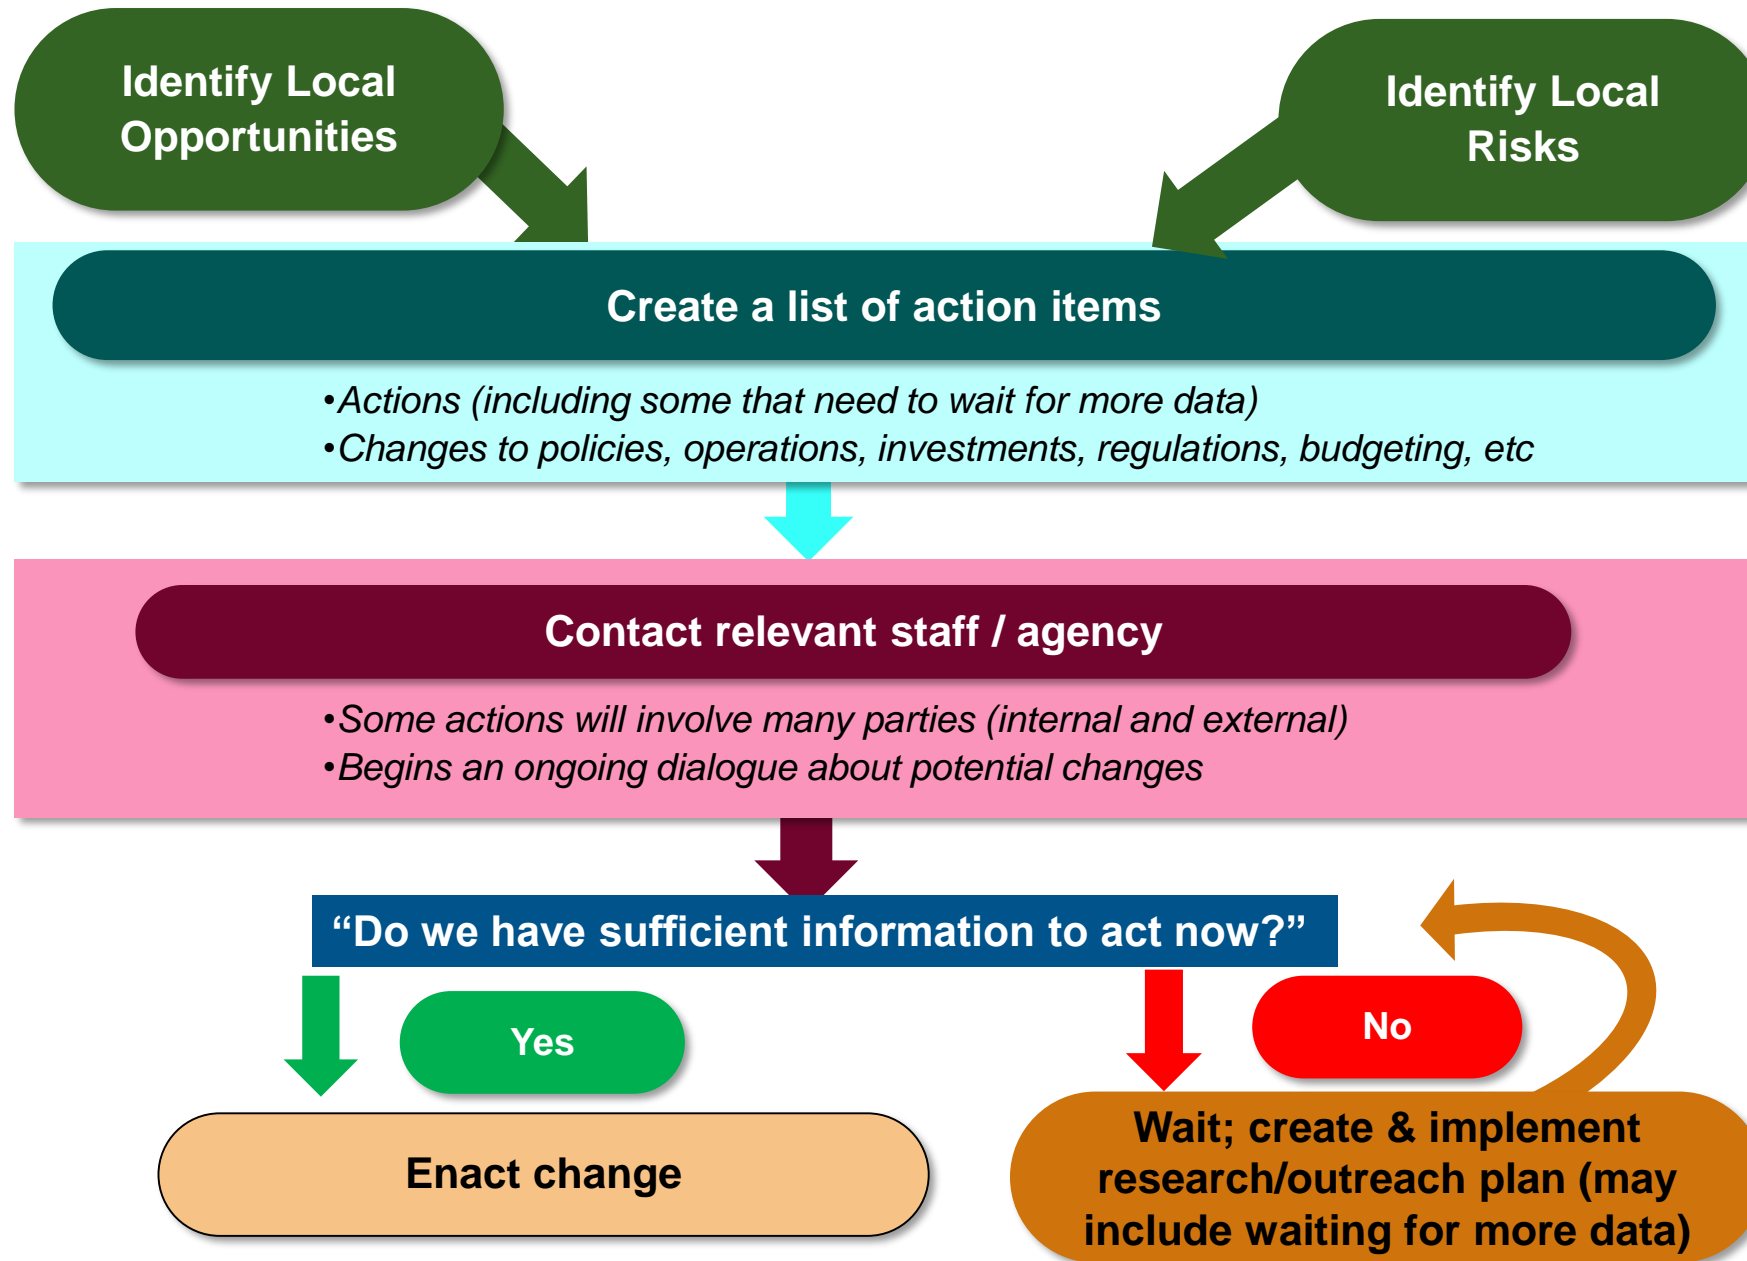 Identify Local
Opportunities
Identify Local
Risks
Create a list of action items
•Actions (including some that need to wait for more data)
•Changes to policies, operations, investments, regulations, budgeting, etc
Contact relevant staff / agency
•Some actions will involve many parties (internal and external)
•Begins an ongoing dialogue about potential changes
“Do we have sufficient information to act now?”
Yes
No
Enact change
Wait; create & implement
research/outreach plan (may
include waiting for more data)